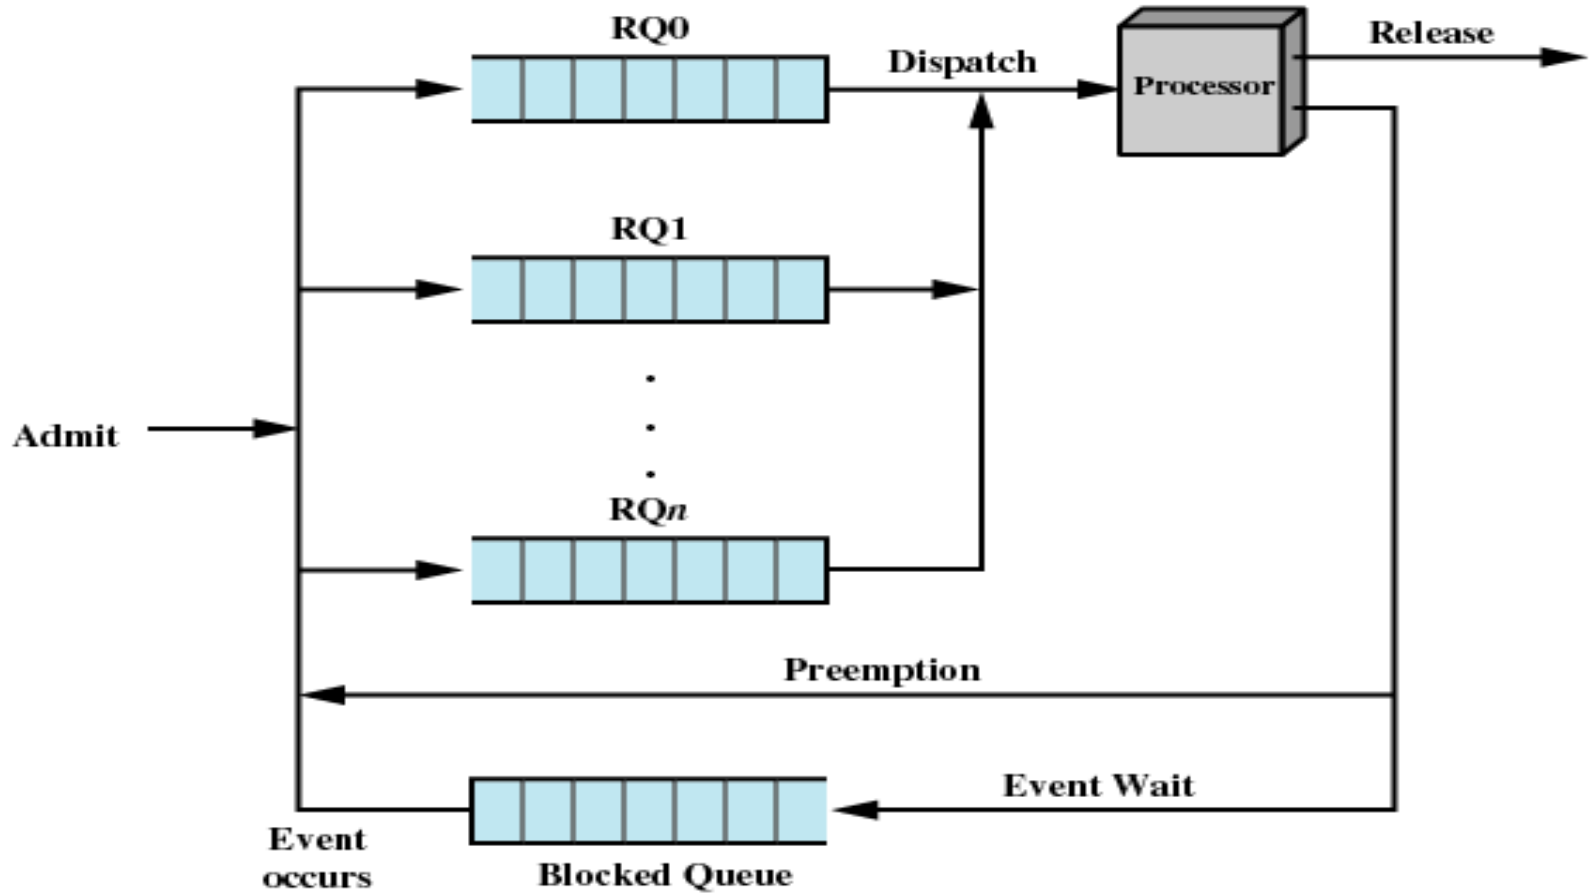 RQ0
Release
Dispatch
Processor
RQ1
Admit
RQn
Preemption
Event Wait
Event
occurs
Blocked Queue